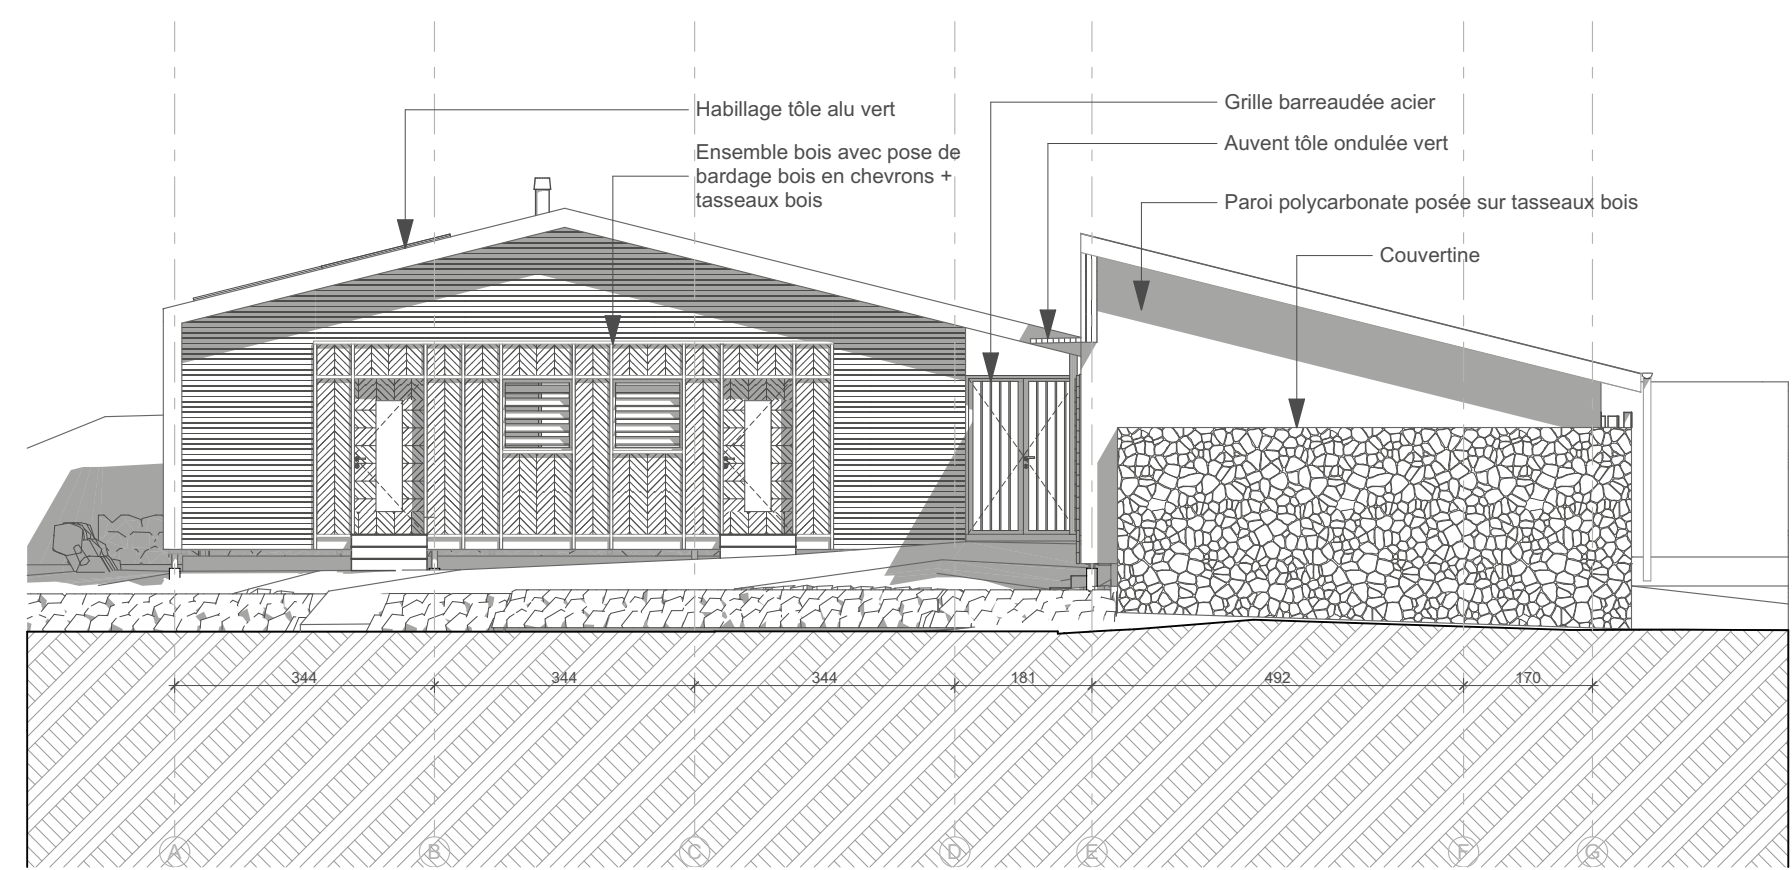 Habillage tôle alu vert
Ensemble bois avec pose de
bardage bois en chevrons +
tasseaux bois
Grille barreaudée acier
Auvent tôle ondulée vert
Paroi polycarbonate posée sur tasseaux bois
Couvertine
344 344 344 181 492 170
A B C D E F G